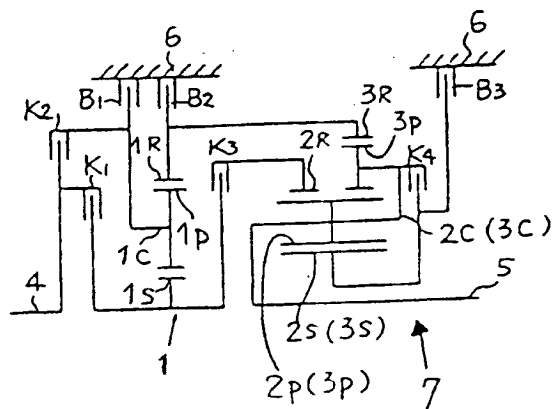 6
6
B1
B2
B3
K2
3R
3P
1R
K3
2R
K4
K1
1P
1C
2C (3C)
4
1S
5
2S (3S)
1
2P (3P)
7